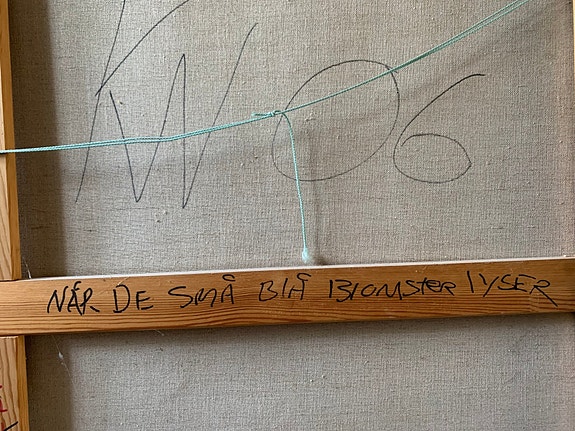 KW 06
NÅR DE SMÅ BLÅ BlOMSTER lYSER